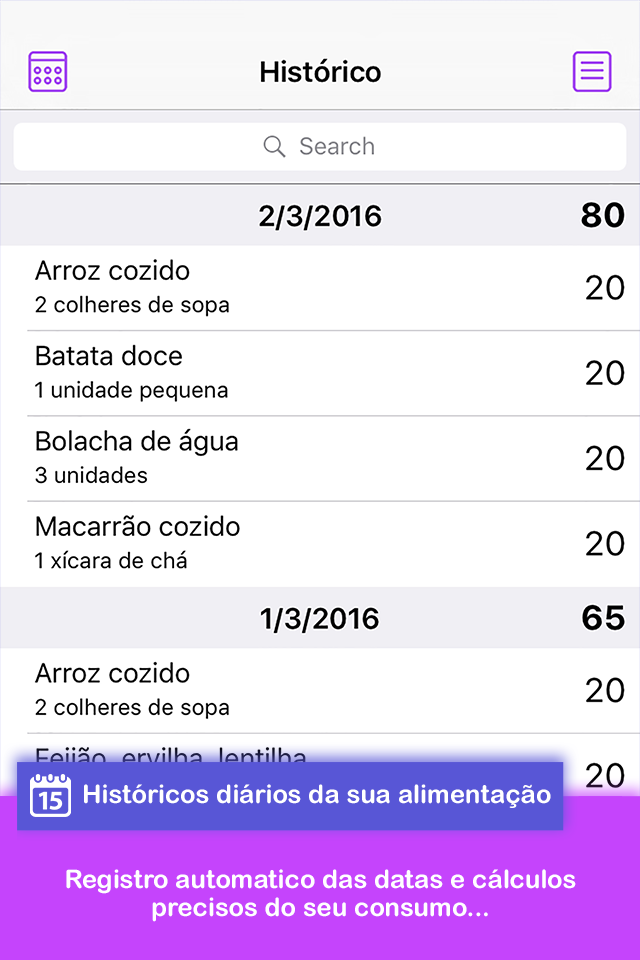 Histórico
Search
2/3/2016 80
Arroz cozido
2 colheres de sopa
20
Batata doce
1 unidade pequena
20
Bolacha de água
3 unidades
20
Macarrão cozido
1 xícara de chá
20
1/3/2016 65
Arroz cozido
2 colheres de sopa
20
Feijão, ervilha, lentilha
20
15 Históricos diários da sua alimentação
Registro automatico das datas e cálculos
precisos do seu consumo...